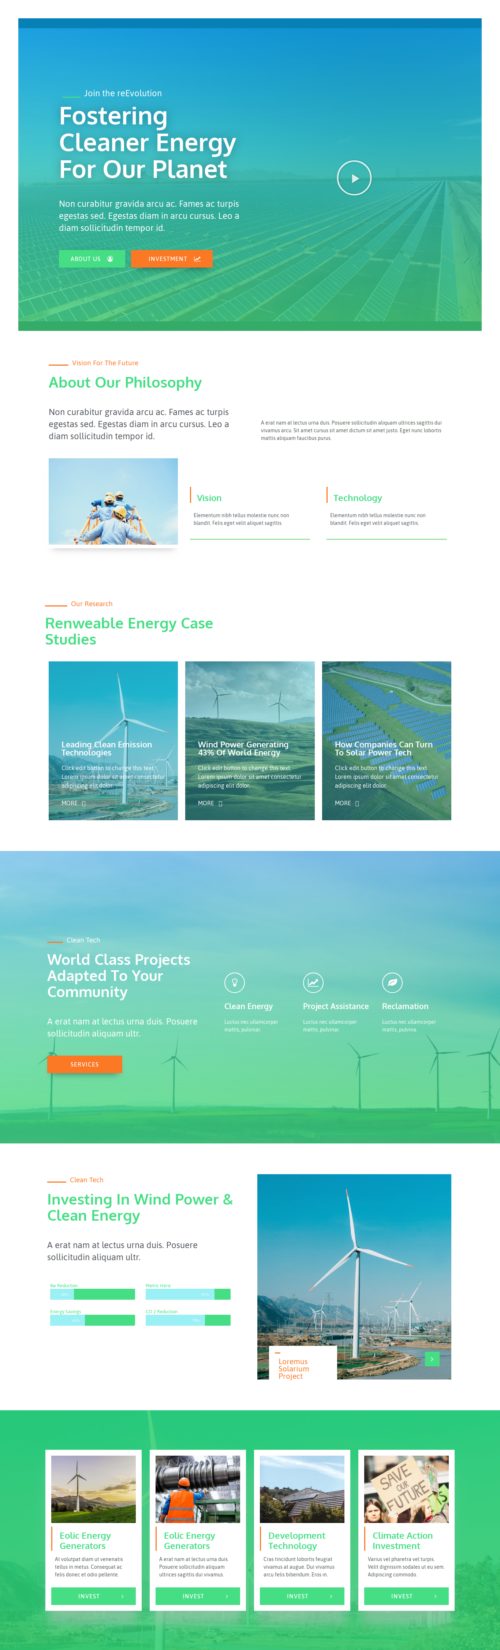 Join the reEvolution
Fostering
Cleaner Energy
For Our Planet
Non curabitur gravida arcu ac. Fames ac turpis
egestas sed. Egestas diam in arcu cursus. Leo a
diam sollicitudin tempor id.
ABOUT US
INVESTMENT
Vision For The Future
About Our Philosophy
Non curabitur gravida arcu ac. Fames ac turpis
egestas sed. Egestas diam in arcu cursus. Leo a
diam sollicitudin tempor id.
A erat nam at lectus urna duis. Posuere sollicitudin aliquam ultrices sagittis dui
vivamus arcu. Sit amet cursus sit amet dictum sit amet justo. Eget nunc lobortis
mattis aliquam faucibus purus.
Vision
Elementum nibh tellus molestie nunc non
blandit. Felis eget velit aliquet sagittis.
Technology
Elementum nibh tellus molestie nunc non
blandit. Felis eget velit aliquet sagittis.
Our Research
Renweable Energy Case
Studies
Leading Clean Emission
Technologies
Click edit button to change this text.
Lorem ipsum dolor sit amet consectetur
adipiscing elit dolor
MORE
Wind Power Generating
43% Of World Energy
Click edit button to change this text.
Lorem ipsum dolor sit amet consectetur
adipiscing elit dolor
MORE
How Companies Can Turn
To Solar Power Tech
Click edit button to change this text.
Lorem ipsum dolor sit amet consectetur
adipiscing elit dolor
MORE
Clean Tech
World Class Projects
Adapted To Your
Community
A erat nam at lectus urna duis. Posuere
sollicitudin aliquam ultr.
SERVICES
Clean Energy
Luctus nec ullamcorper
mattis, pulvinar.
Project Assistance
Luctus nec ullamcorper
mattis, pulvinar.
Reclamation
Luctus nec ullamcorper
mattis, pulvina.
Clean Tech
Investing In Wind Power &
Clean Energy
A erat nam at lectus urna duis. Posuere
sollicitudin aliquam ultr.
Energy Savings
CO 2 Reduction
Loremus
Solarium
Project
Eolic Energy
Generators
At volutpat diam ut venenatis
tellus in metus. Consequat ac
felis donec et odio pellente.
INVEST
Eolic Energy
Generators
A erat nam at lectus urna duis.
Posuere sollicitudin aliquam
ultrices sagittis dui vivamus.
INVEST
Development
Technology
Cras tincidunt lobortis feugiat
vivamus at augue. Dui vivamus
arcu felis bibendum. Eros in.
INVEST
SAVE
OUR
FUTURE
Climate Action
Investment
Varius vel pharetra vel turpis.
Velit dignissim sodales ut eu sem.
Adipiscing commodo.
INVEST